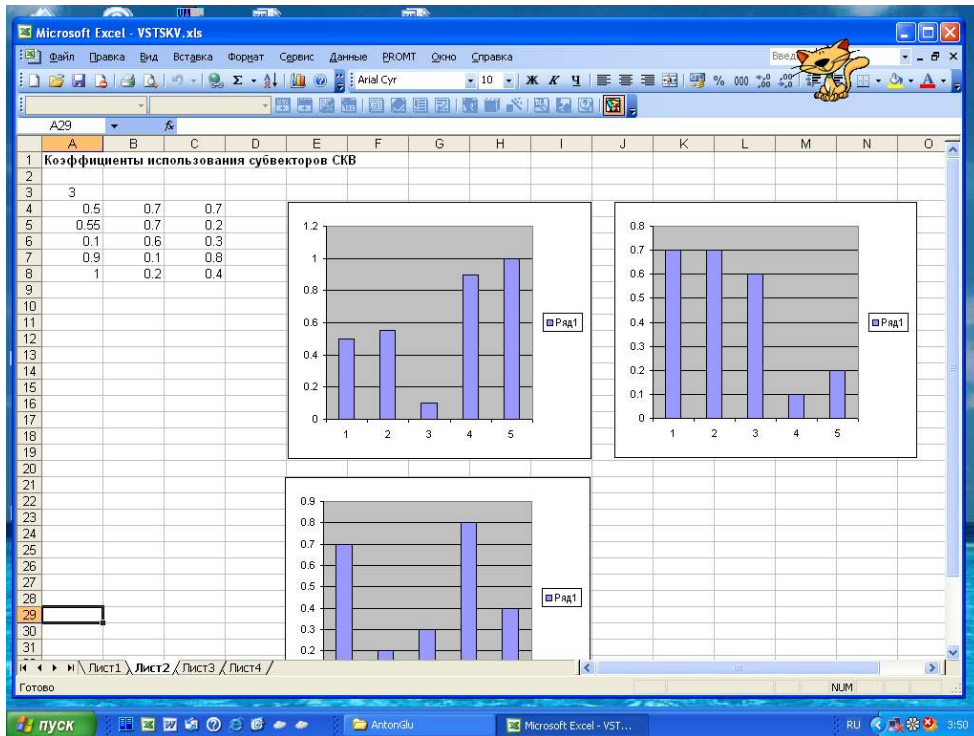 Microsoft Excel - VSTSKV.xls
Файл Правка Вид Вставка Формат Сервис Данные PROMT Окно Справка
Arial Cyr 10 Ж К Ч % 000
A29 fx
A B C D E F G H I J K L M N O
1 Коэффициенты использования субвекторов СКВ
2
3 3
4 0.5 0.7 0.7
5 0.55 0.7 0.2
6 0.1 0.6 0.3
7 0.9 0.1 0.8
8 1 0.2 0.4
9
10
11
12
13
14
15
16
17
18
19
20
21
22
23
24
25
26
27
28
29
30
31
1.2
1
0.8
0.6
0.4
0.2
0
1 2 3 4 5
Ряд1
0.8
0.7
0.6
0.5
0.4
0.3
0.2
0.1
0
1 2 3 4 5
Ряд1
0.9
0.8
0.7
0.6
0.5
0.4
0.3
0.2
Ряд1
Лист1 Лист2 Лист3 Лист4
Готово NUM
пуск AntonGlu Microsoft Excel - VST... RU 3:50